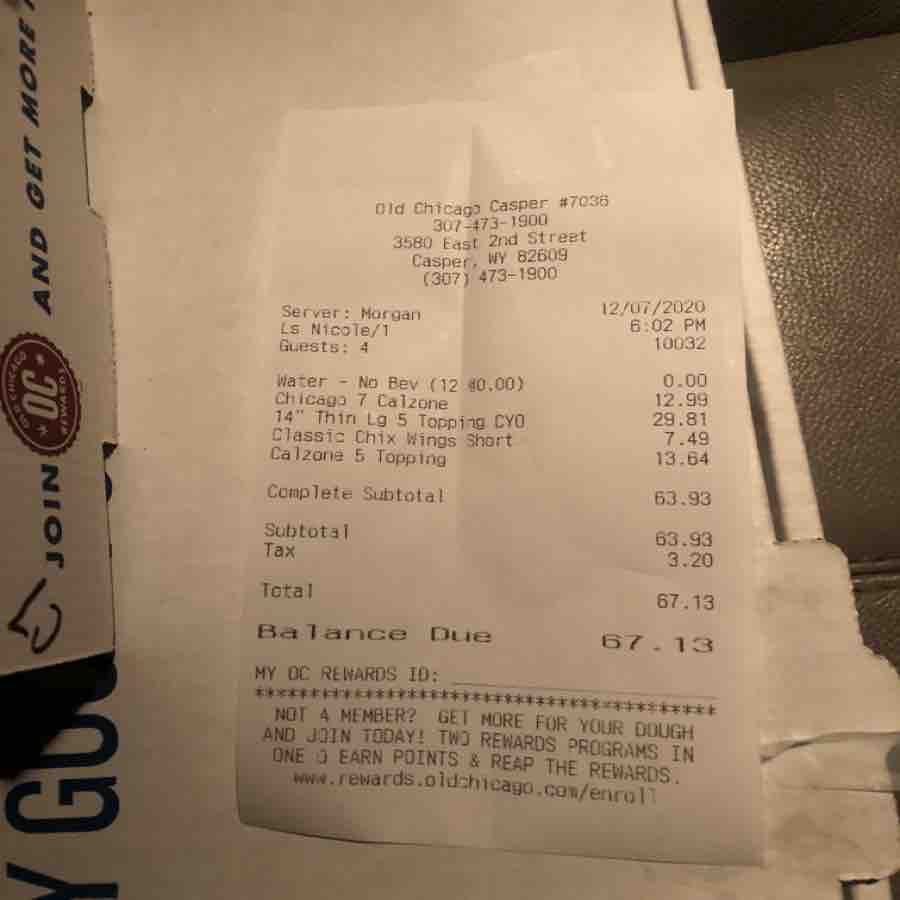 AND GET MORE
JOIN
OLD CHICAGO
OC
REWARDS
Old Chicago Casper #7036
307-473-1900
3580 East 2nd Street
Casper, WY 82609
(307) 473-1900
Server: Morgan 12/07/2020
Ls Nicole/1 6:02 PM
Guests: 4 10032
Water - No Bev (12 @0.00) 0.00
Chicago 7 Calzone 12.99
14" Thin Lg 5 Topping CYO 29.81
Classic Chix Wings Short 7.49
Calzone 5 Topping 13.64
Complete Subtotal 63.93
Subtotal 63.93
Tax 3.20
Total 67.13
Balance Due 67.13
MY OC REWARDS ID: ____________________
******************************************
NOT A MEMBER? GET MORE FOR YOUR DOUGH
AND JOIN TODAY! TWO REWARDS PROGRAMS IN
ONE EARN POINTS & REAP THE REWARDS.
www.rewards.oldchicago.com/enroll